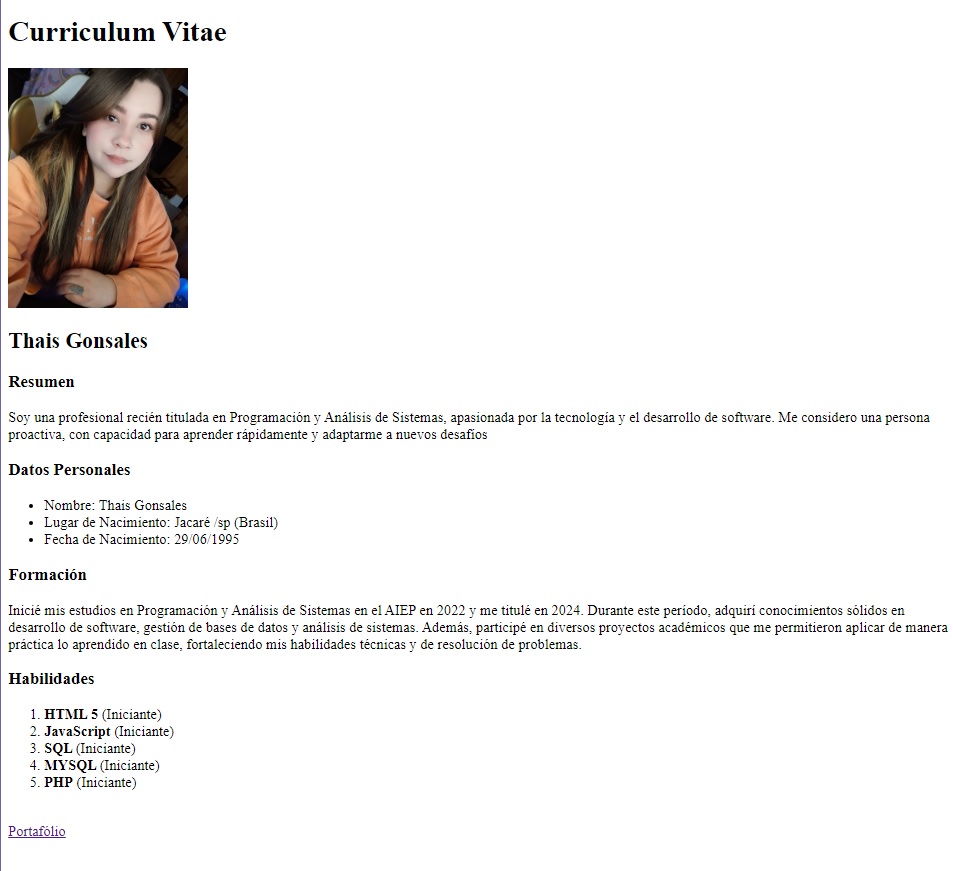 Curriculum Vitae
Thais Gonsales
Resumen
Soy una profesional recién titulada en Programación y Análisis de Sistemas, apasionada por la tecnología y el desarrollo de software. Me considero una persona
proactiva, con capacidad para aprender rápidamente y adaptarme a nuevos desafíos
Datos Personales
• Nombre: Thais Gonsales
• Lugar de Nacimiento: Jacaré /sp (Brasil)
• Fecha de Nacimiento: 29/06/1995
Formación
Inicié mis estudios en Programación y Análisis de Sistemas en el AIEP en 2022 y me titulé en 2024. Durante este período, adquirí conocimientos sólidos en
desarrollo de software, gestión de bases de datos y análisis de sistemas. Además, participé en diversos proyectos académicos que me permitieron aplicar de manera
práctica lo aprendido en clase, fortaleciendo mis habilidades técnicas y de resolución de problemas.
Habilidades
1. HTML 5 (Iniciante)
2. JavaScript (Iniciante)
3. SQL (Iniciante)
4. MYSQL (Iniciante)
5. PHP (Iniciante)
Portafólio